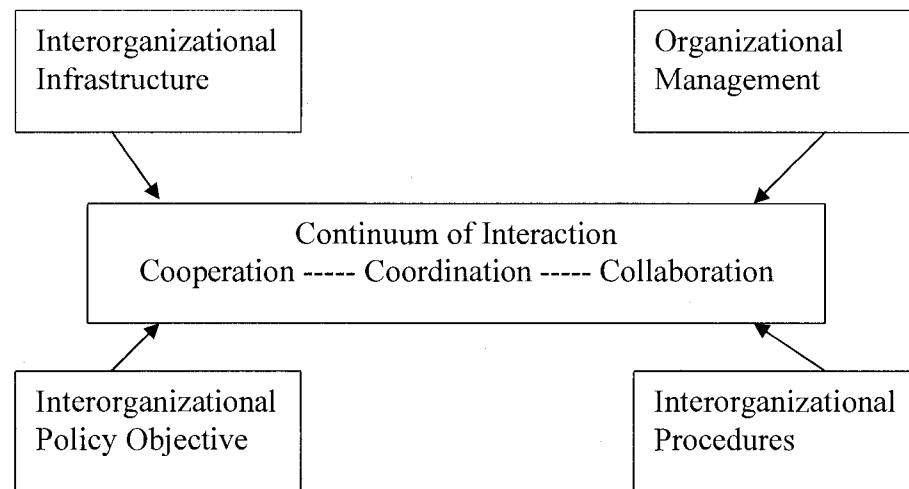 Interorganizational
Infrastructure
Organizational
Management
Continuum of Interaction
Cooperation ----- Coordination ----- Collaboration
Interorganizational
Policy Objective
Interorganizational
Procedures